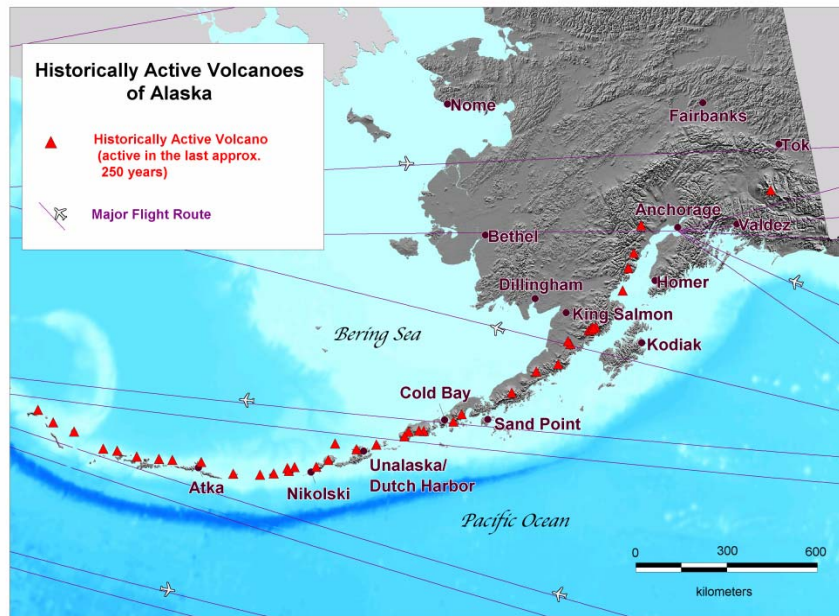 Historically Active Volcanoes
of Alaska
Historically Active Volcano
(active in the last approx.
250 years)
Major Flight Route
Nome
Fairbanks
Tok
Anchorage
Valdez
Bethel
Dillingham
Homer
King Salmon
Bering Sea
Kodiak
Cold Bay
Sand Point
Unalaska/
Dutch Harbor
Atka
Nikolski
Pacific Ocean
0 300 600
kilometers